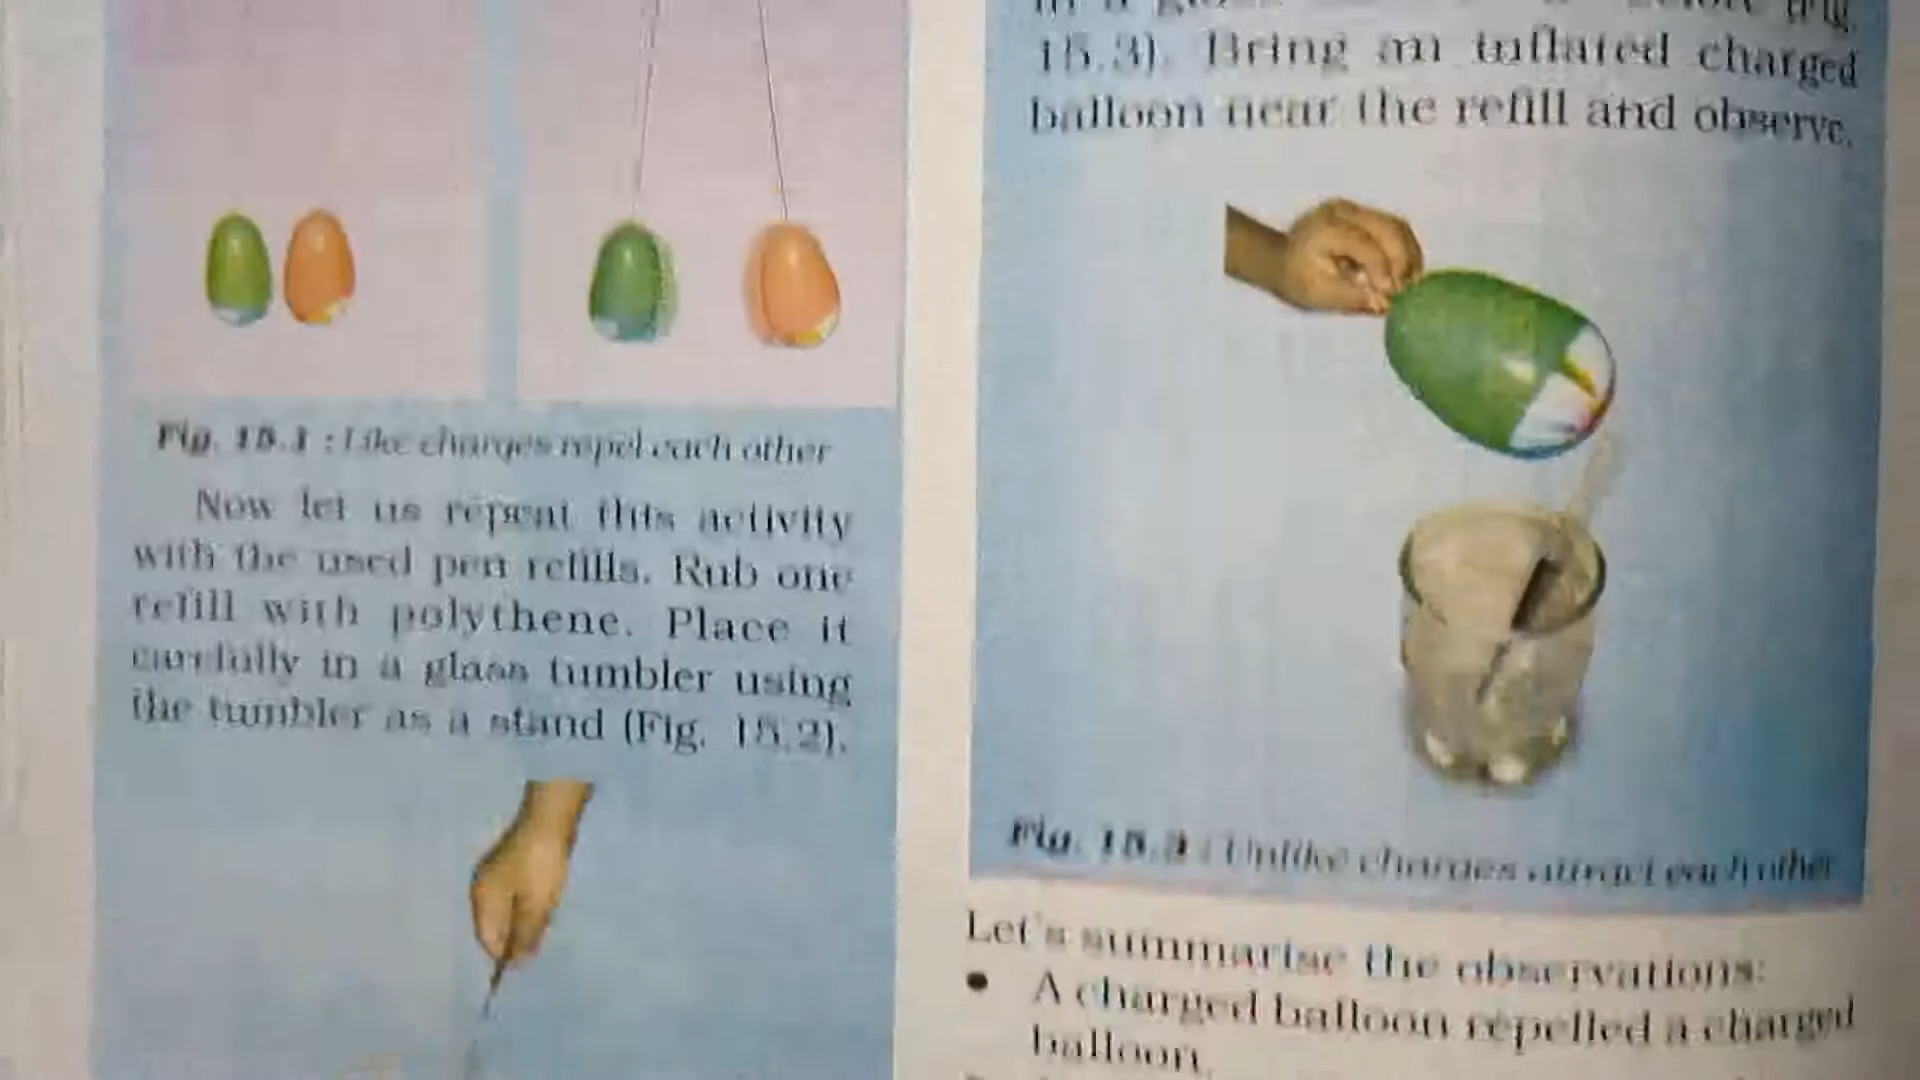 Fig. 15.1 : Like charges repel each other
Now let us repeat this activity
with the used pen refills. Rub one
refill with polythene. Place it
carefully in a glass tumbler using
the tumbler as a stand (Fig. 15.2).
15.3). Bring an inflated charged
balloon near the refill and observe.
Fig. 15.3 : Unlike charges attract each other
Let's summarise the observations:
• A charged balloon repelled a charged
balloon.